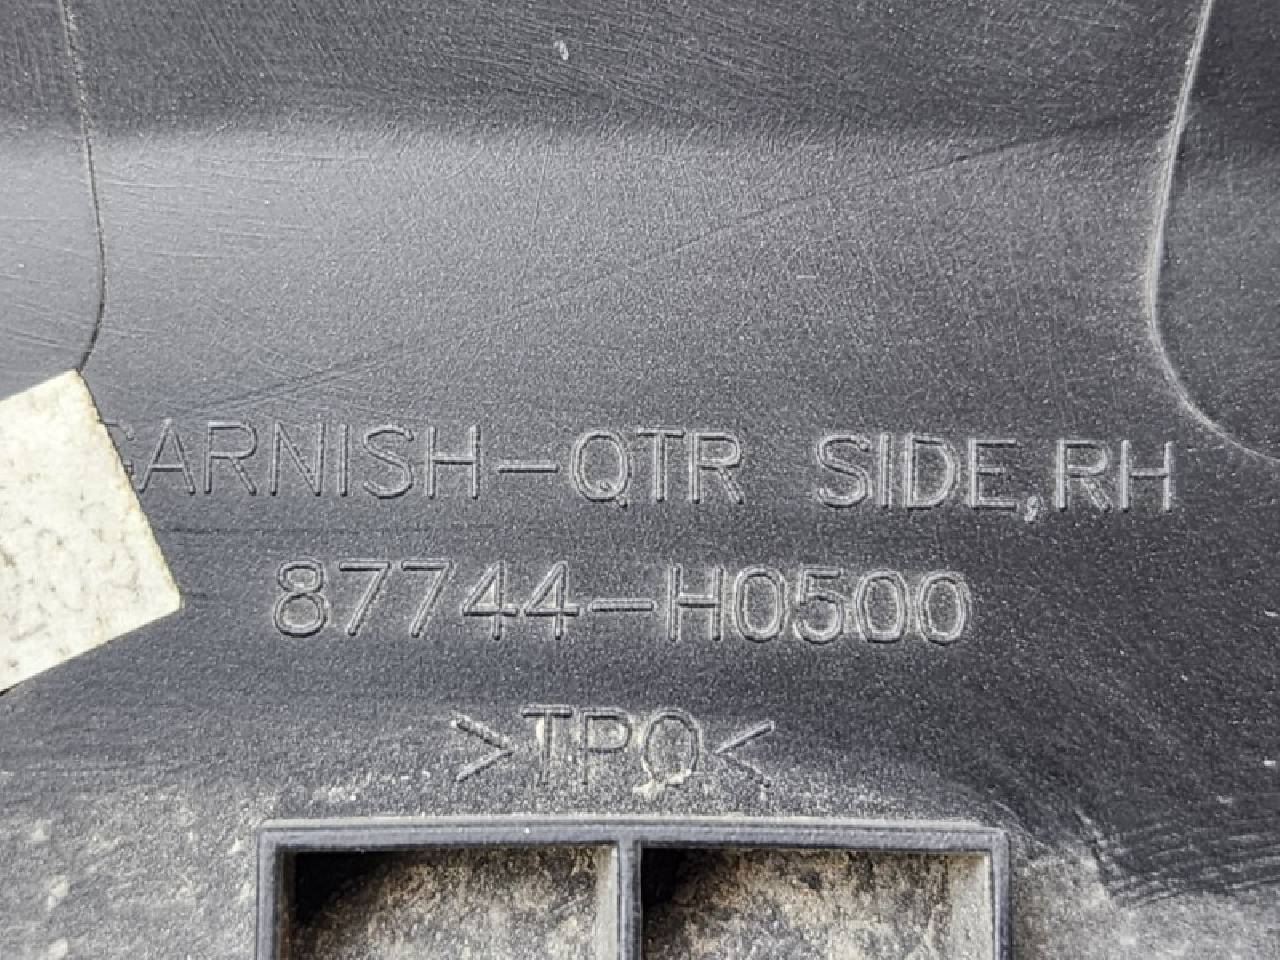 GARNISH-QTR SIDE,RH
87744-H0500
>TPO<